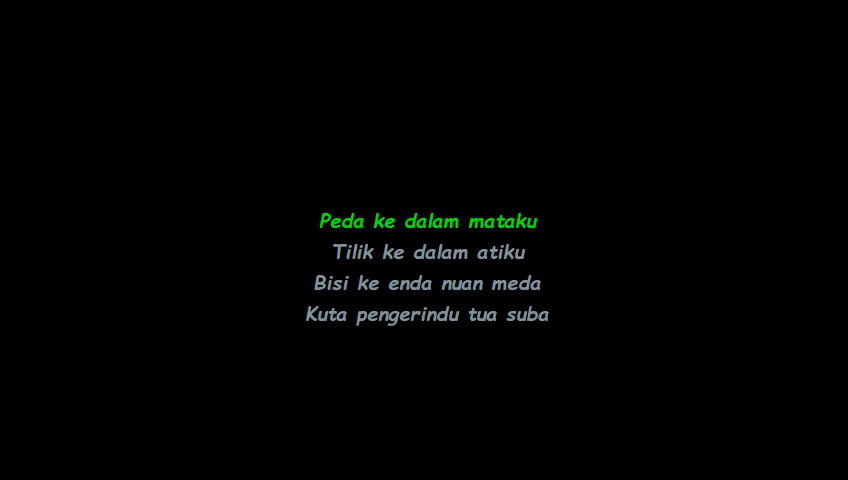 Peda ke dalam mataku
Tilik ke dalam atiku
Bisi ke enda nuan meda
Kuta pengerindu tua suba